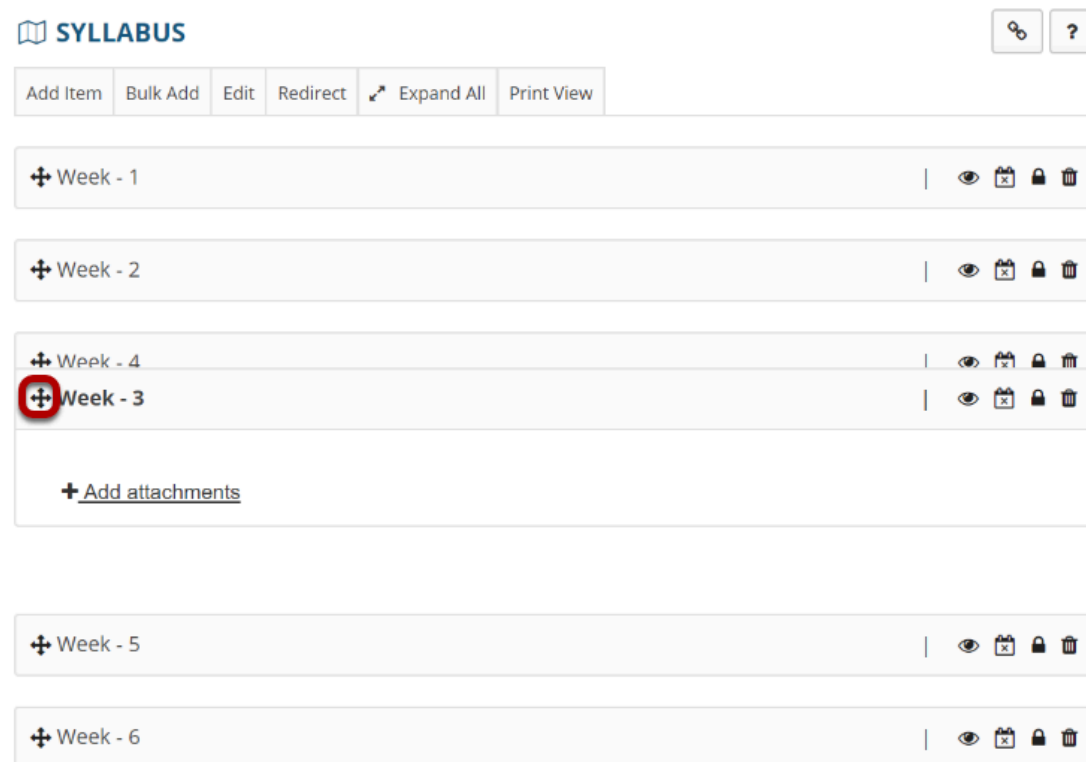 SYLLABUS
?
Add Item Bulk Add Edit Redirect Expand All Print View
Week - 1 |
Week - 2 |
Week - 4 |
Week - 3 |
Add attachments
Week - 5 |
Week - 6 |